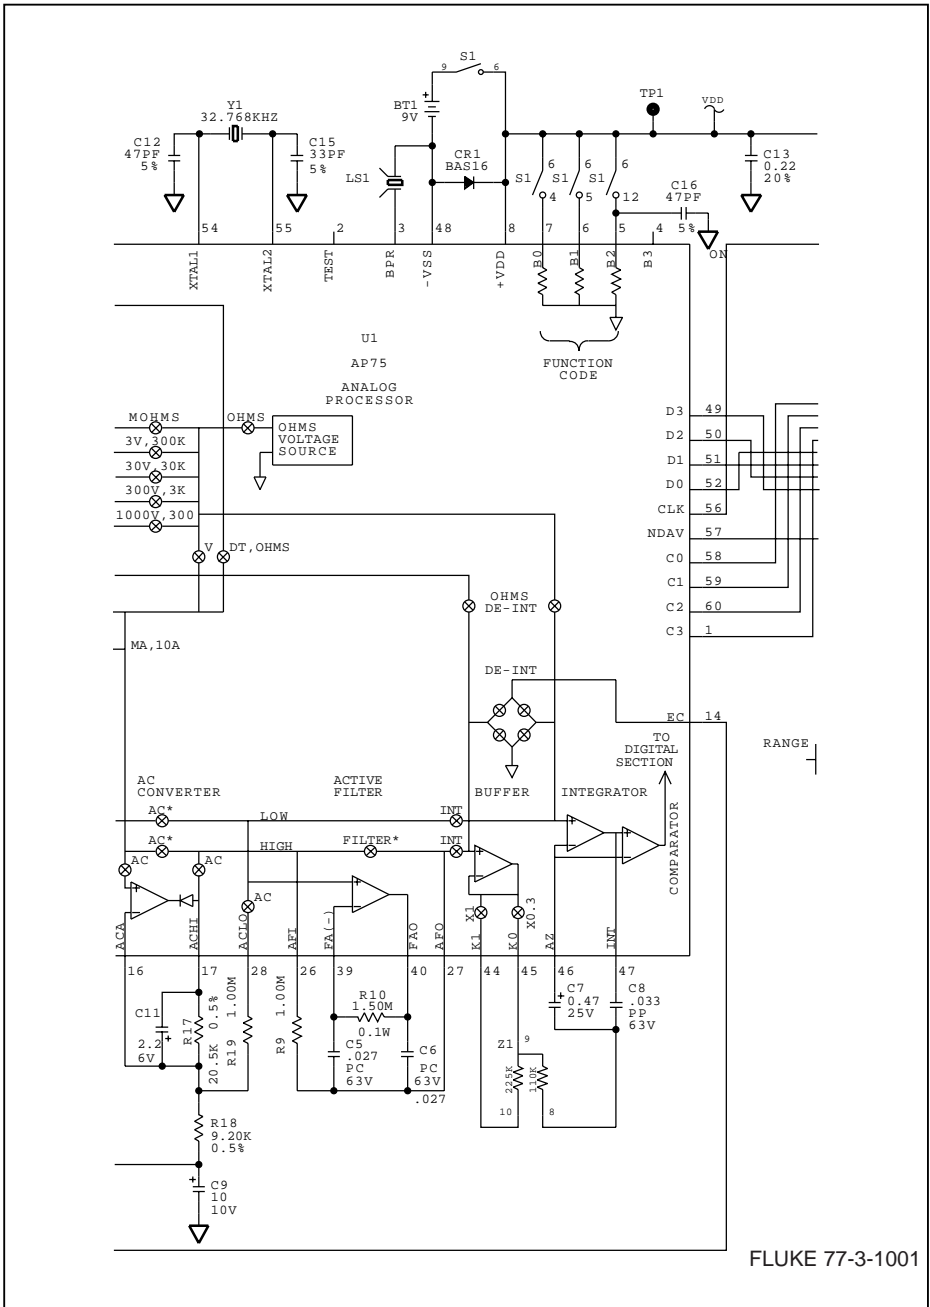 S1
9 6
TP1
VDD
Y1
32.768KHZ
BT1
9V
+
C12
47PF
5%
C15
33PF
5%
CR1
BAS16
LS1
C13
0.22
20%
6 6 6
S1 S1 S1
4 5 12
C16
47PF
5%
54 55 2 3 48 8 7 6 5 4
XTAL1
XTAL2
TEST
BPR
-VSS
+VDD
B0
B1
B2
B3
ON
U1
AP75
ANALOG
PROCESSOR
FUNCTION
CODE
MOHMS
OHMS
OHMS
VOLTAGE
SOURCE
3V,300K
30V,30K
300V,3K
1000V,300
V
DT,OHMS
D3 49
D2 50
D1 51
D0 52
CLK 56
NDAV 57
C0 58
C1 59
C2 60
C3 1
OHMS
DE-INT
MA,10A
DE-INT
EC 14
TO
DIGITAL
SECTION
RANGE
AC
CONVERTER
ACTIVE
FILTER
BUFFER
INTEGRATOR
COMPARATOR
AC*
LOW
INT
AC*
HIGH
FILTER*
INT
AC
AC
AC
+
-
+
-
+
-
+
-
+
-
X1
X0.3
ACA
ACHI
ACLO
AFI
FA(-)
FAO
AFO
K1
K0
AZ
INT
16 17 28 26 39 40 27 44 45 46 47
C11
2.2
6V
+
R17
20.5K 0.5%
R19 1.00M
R9 1.00M
R10
1.50M
0.1W
C5
.027
PC
63V
C6
PC
63V
.027
+
C7
0.47
25V
C8
.033
PP
63V
Z1
9
225K
110K
10 8
R18
9.20K
0.5%
+
C9
10
10V
FLUKE 77-3-1001